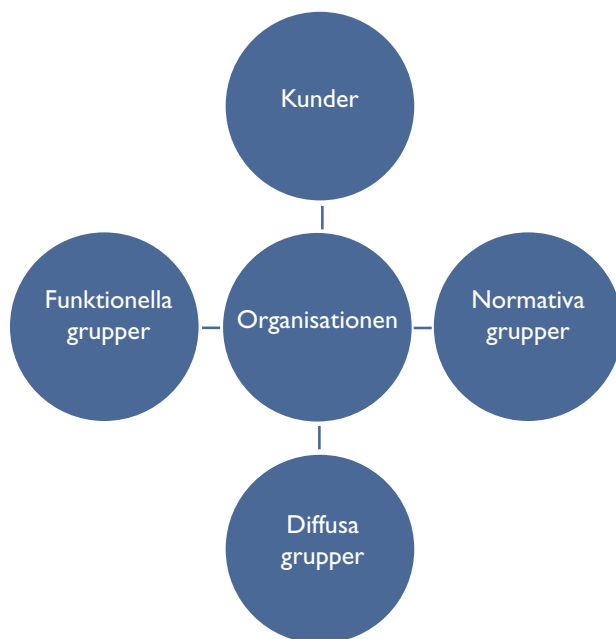 Kunder
Funktionella
grupper
Organisationen
Normativa
grupper
Diffusa
grupper